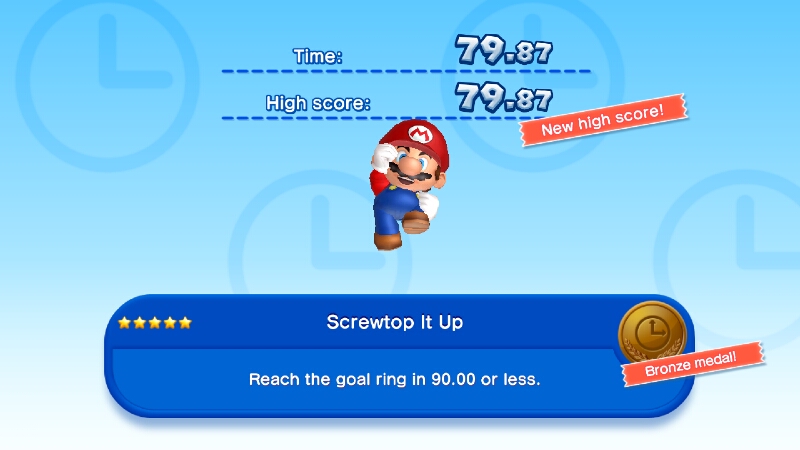 Time: 79.87
High score: 79.87
New high score!
M
Screwtop It Up
Bronze medal!
Reach the goal ring in 90.00 or less.